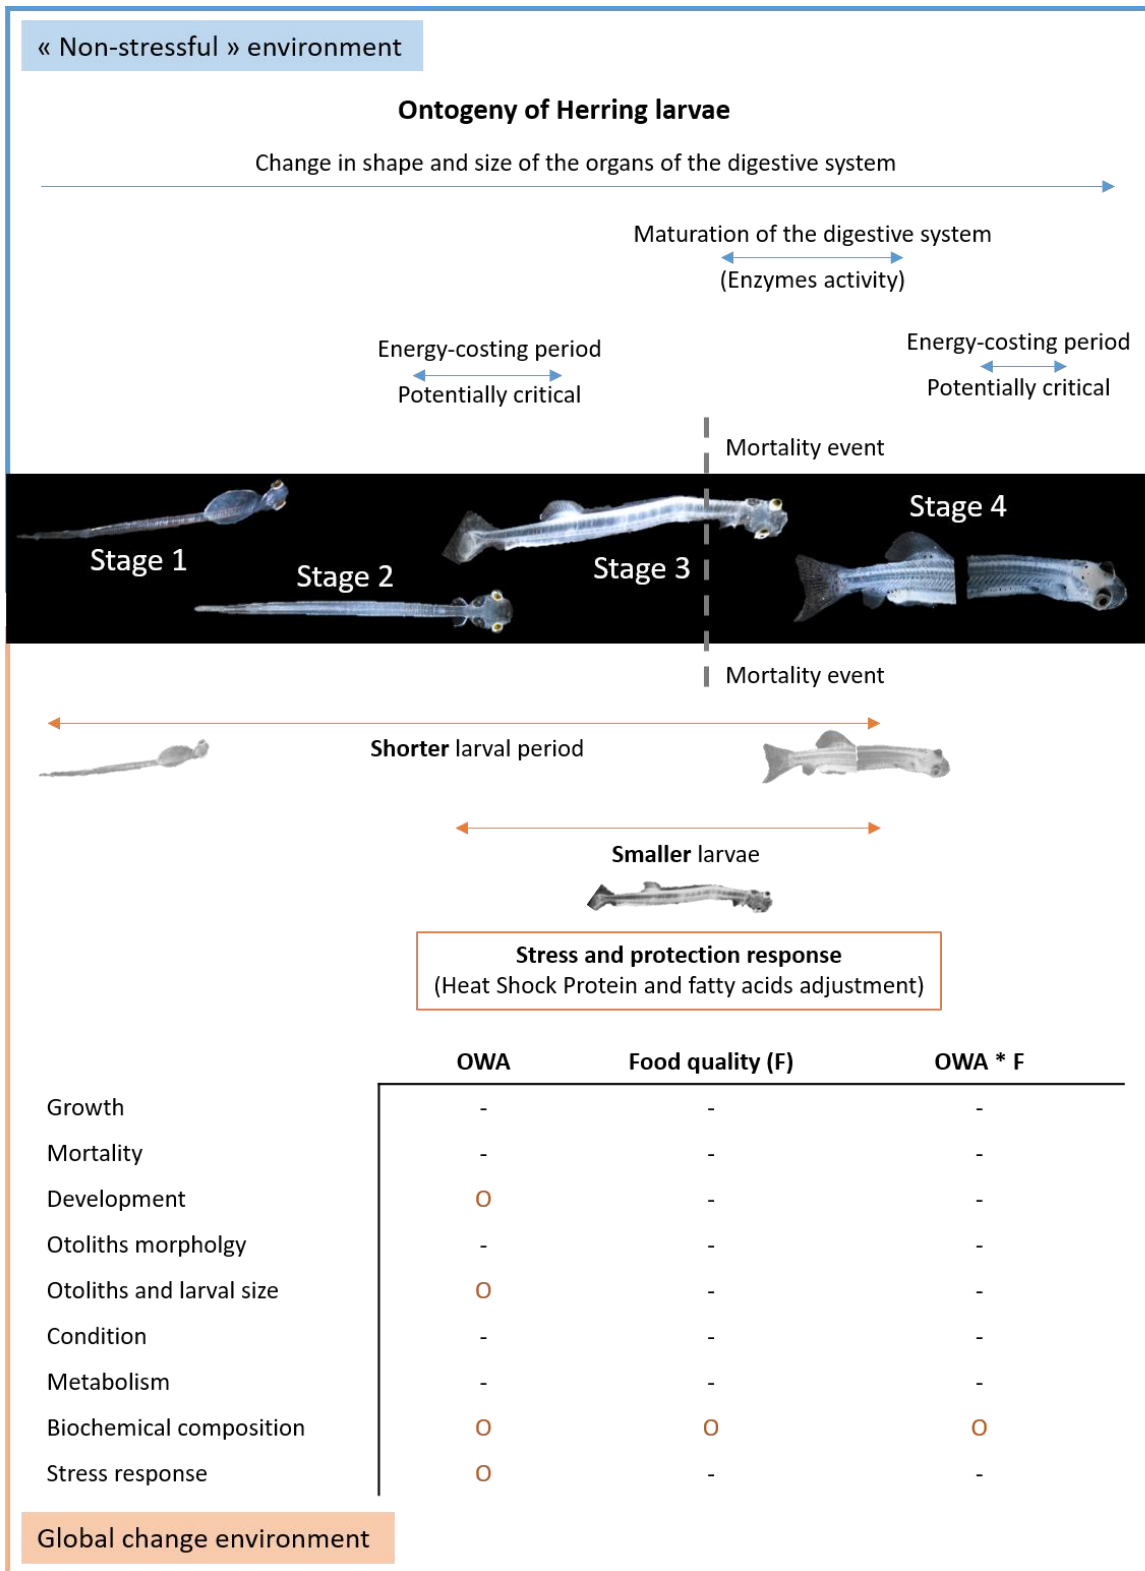 « Non-stressful » environment
Ontogeny of Herring larvae
Change in shape and size of the organs of the digestive system
Maturation of the digestive system
(Enzymes activity)
Energy-costing period
Potentially critical
Energy-costing period
Potentially critical
Mortality event
Stage 1
Stage 2
Stage 3
Stage 4
Mortality event
Shorter larval period
Smaller larvae
Stress and protection response
(Heat Shock Protein and fatty acids adjustment)
OWA Food quality (F) OWA * F
Growth - - -
Mortality - - -
Development O - -
Otoliths morpholgy - - -
Otoliths and larval size O - -
Condition - - -
Metabolism - - -
Biochemical composition O O O
Stress response O - -
Global change environment